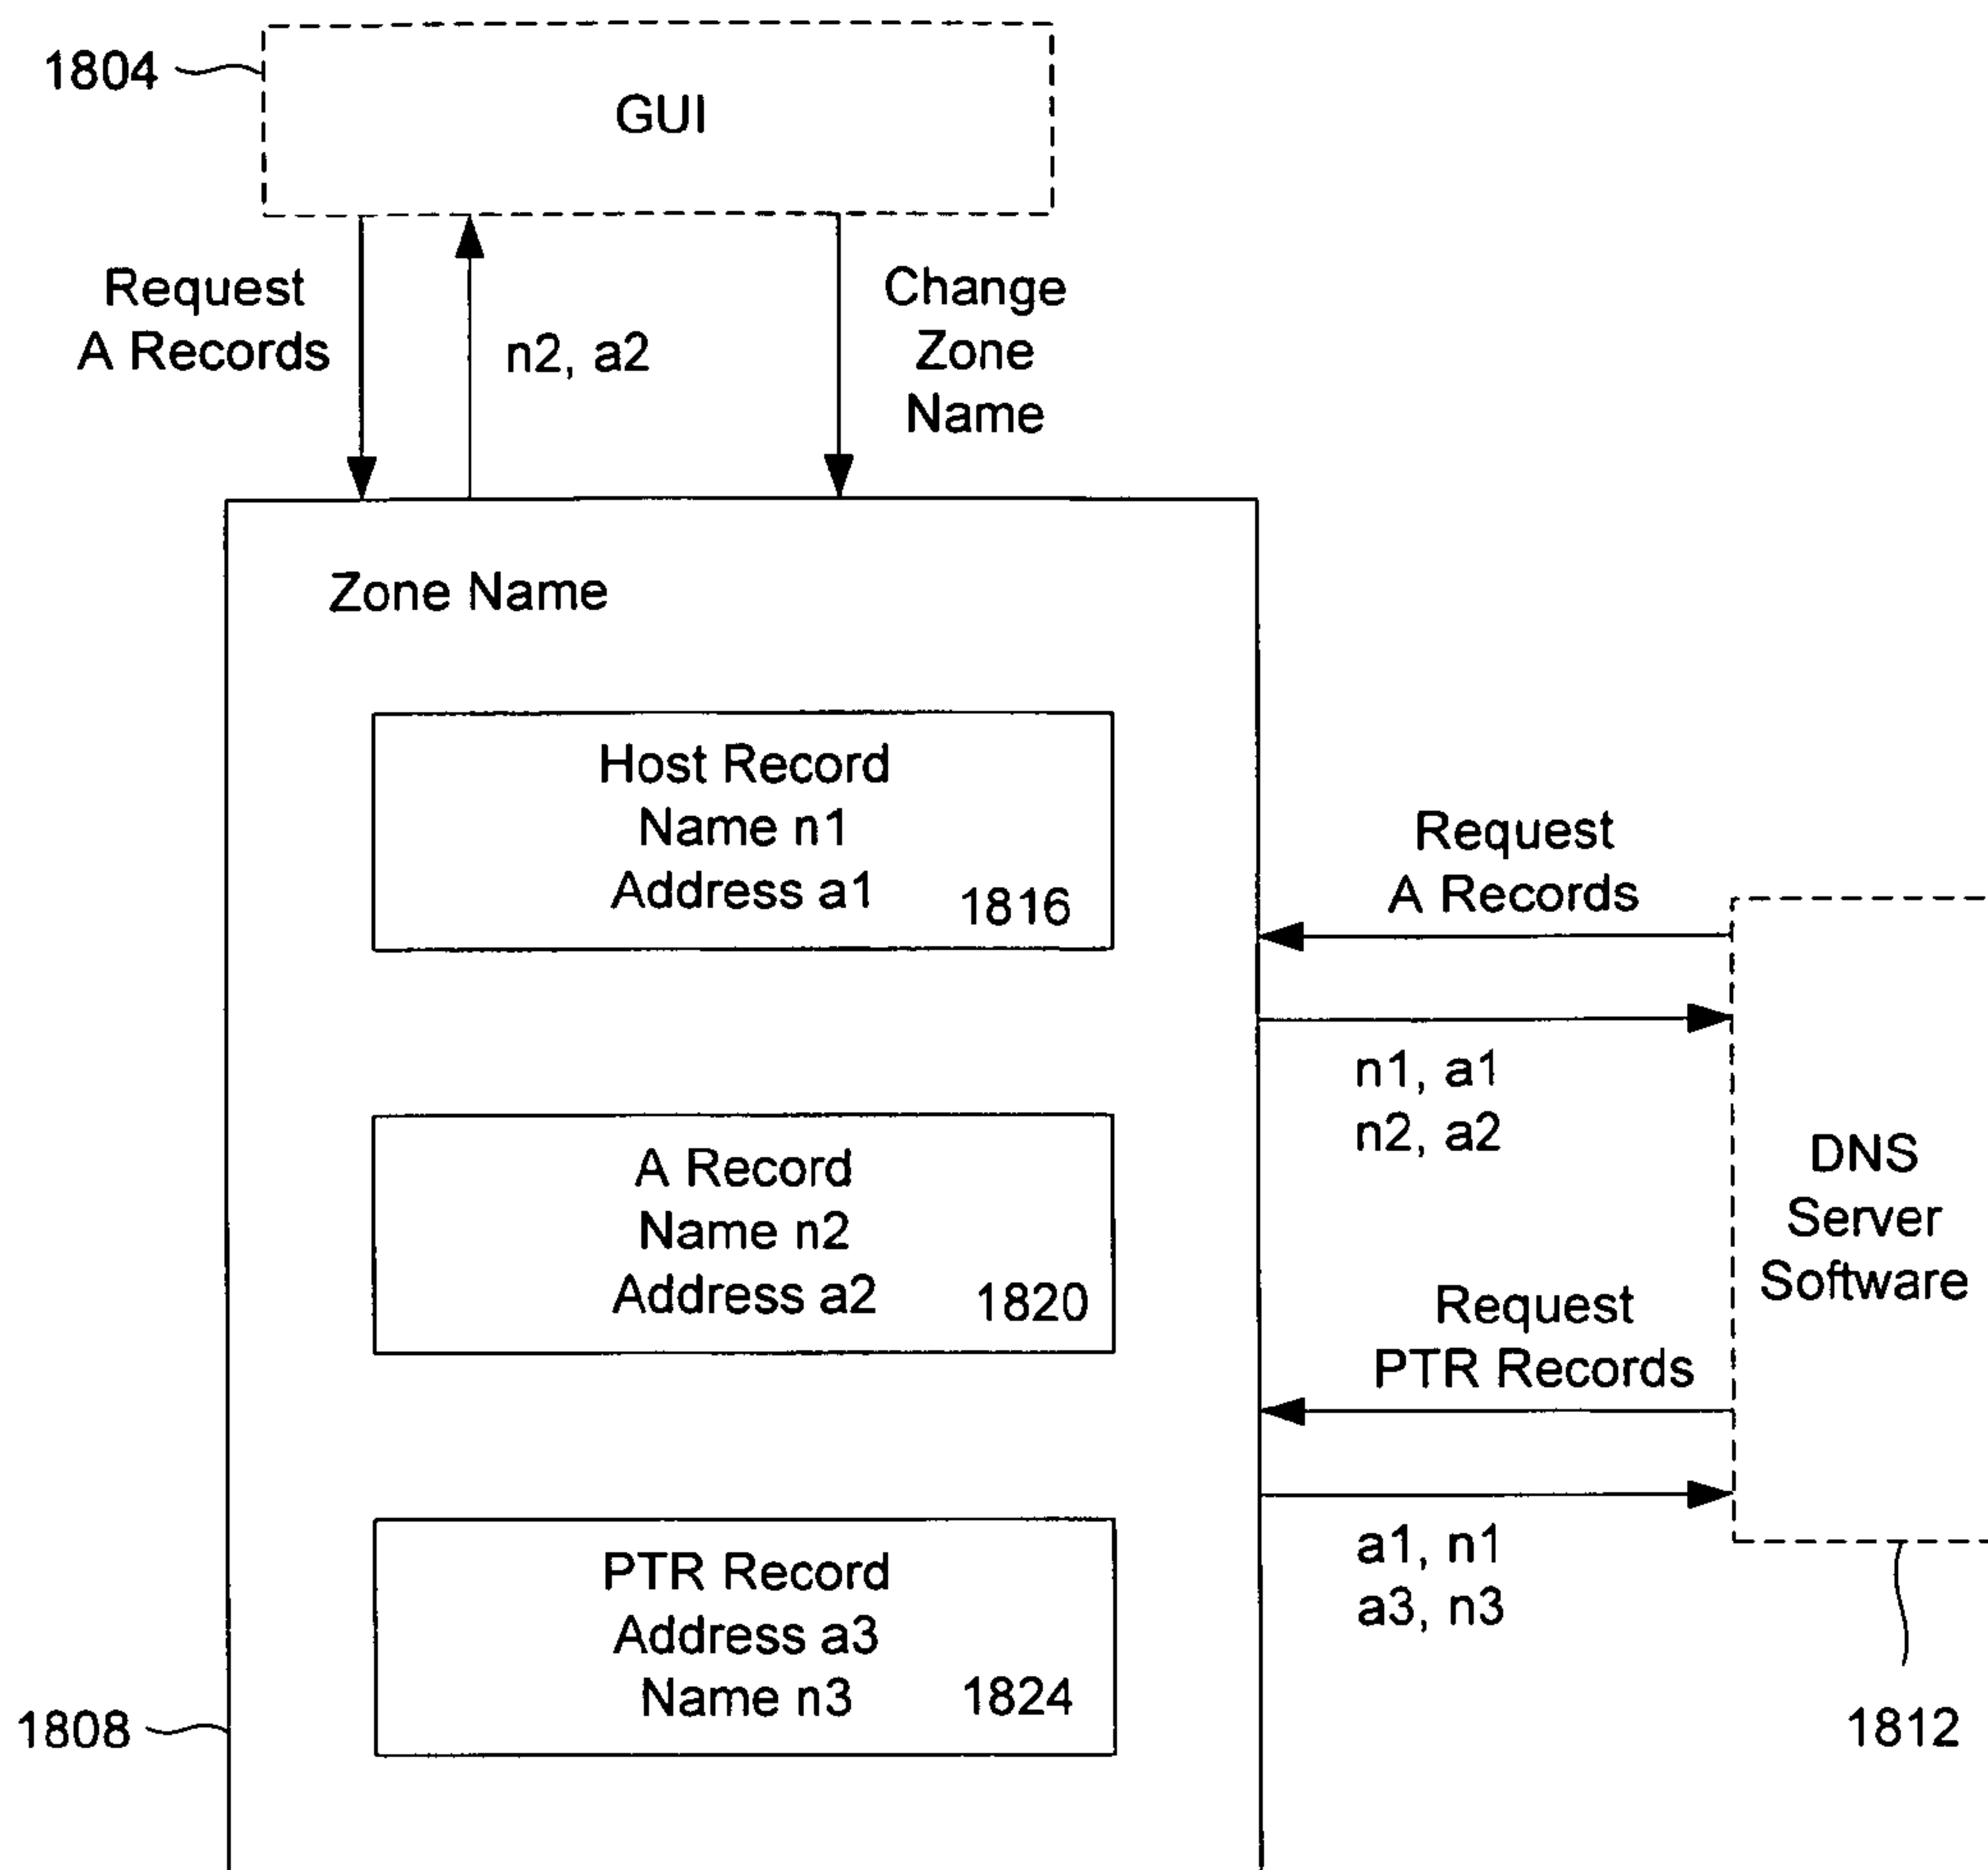 1804
GUI
Request
A Records
n2, a2
Change
Zone
Name
Zone Name
Host Record
Name n1
Address a1
1816
Request
A Records
n1, a1
n2, a2
A Record
Name n2
Address a2
1820
DNS
Server
Software
Request
PTR Records
a1, n1
a3, n3
PTR Record
Address a3
Name n3
1824
1808
1812